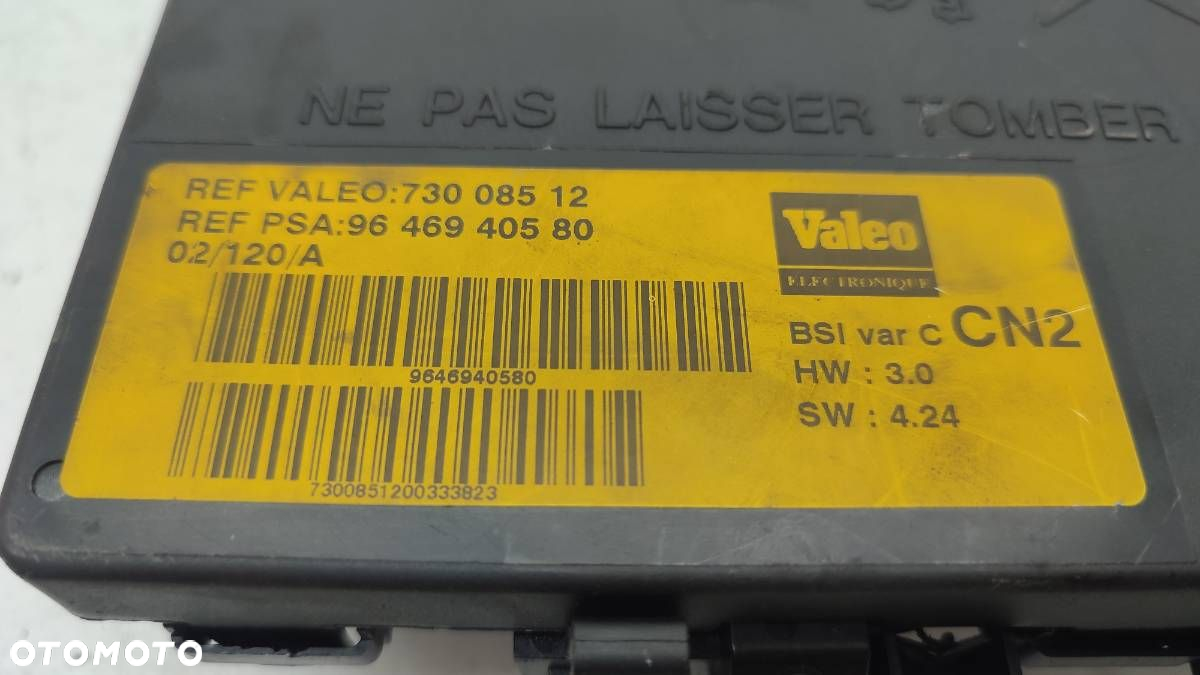 NE PAS LAISSER TOMBER
REF VALEO:730 085 12
REF PSA:96 469 405 80
02/120/A
9646940580
7300851200333823
Valeo
ELECTRONIQUE
BSI var C CN2
HW : 3.0
SW : 4.24
OTOMOTO